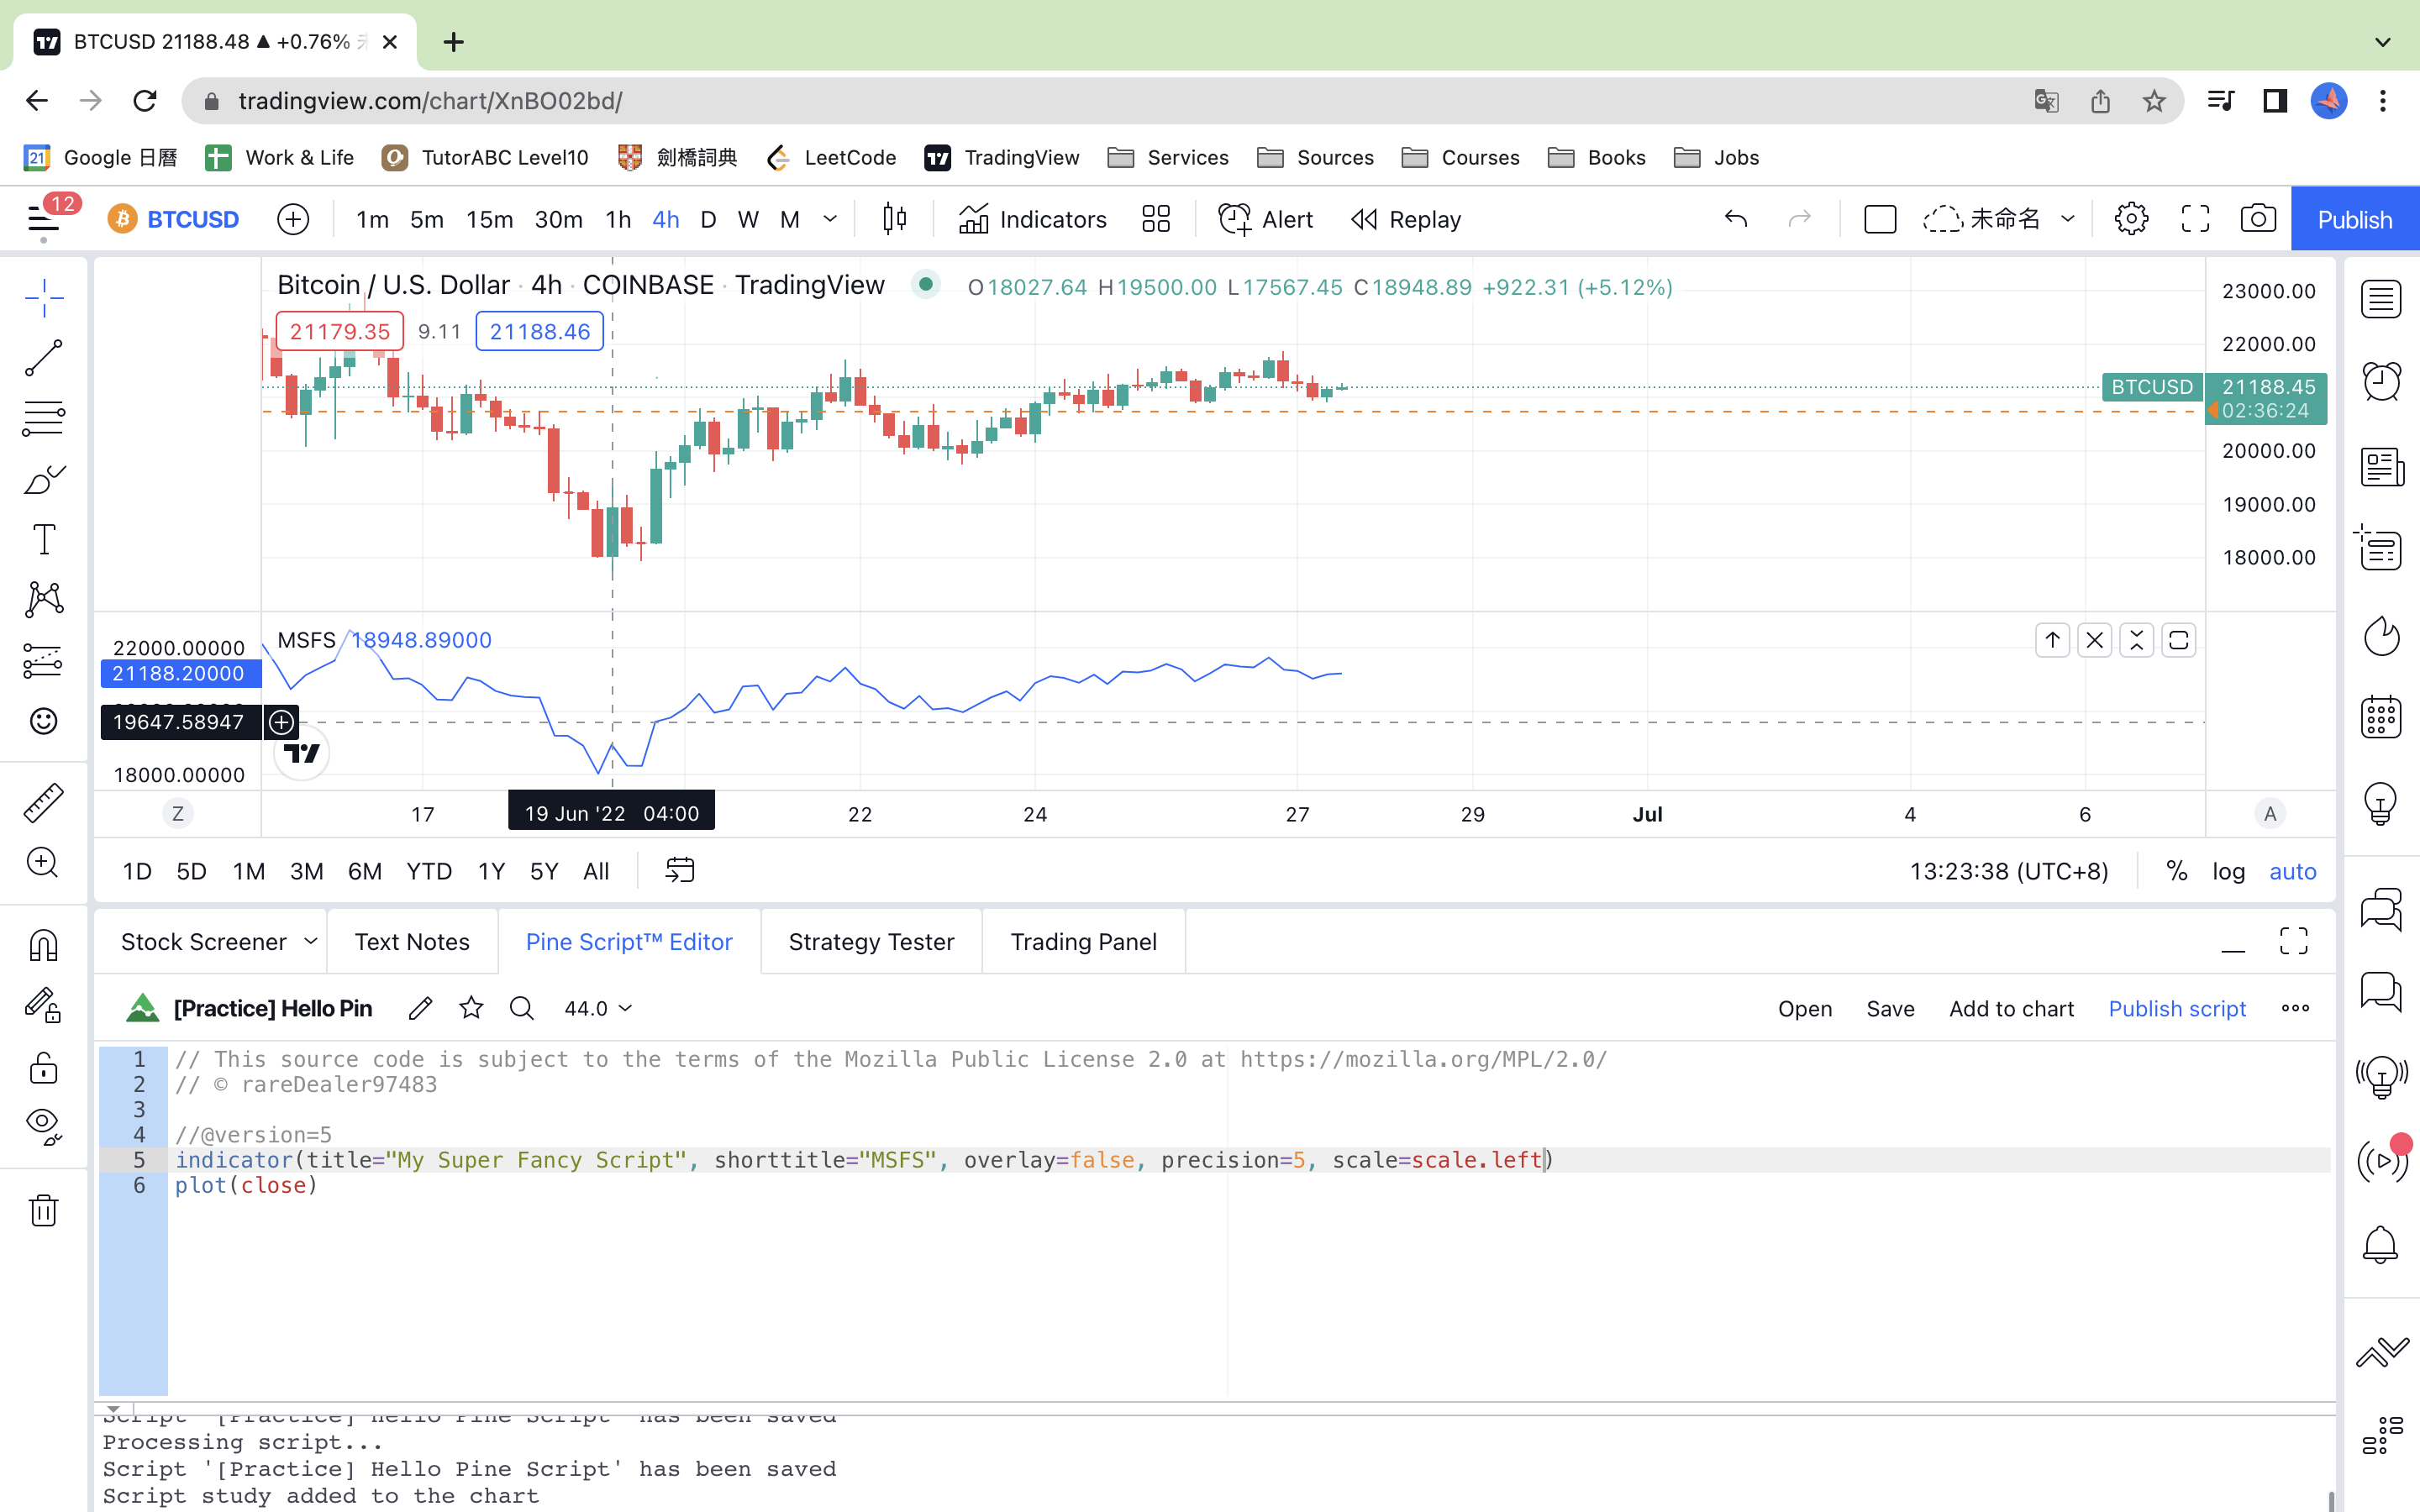 BTCUSD 21188.48 ▲ +0.76%
tradingview.com/chart/XnBO02bd/
21 Google 日曆 Work & Life TutorABC Level10 劍橋詞典 LeetCode TradingView Services Sources Courses Books Jobs
12 BTCUSD 1m 5m 15m 30m 1h 4h D W M Indicators Alert Replay 未命名 Publish
Bitcoin / U.S. Dollar · 4h · COINBASE · TradingView O18027.64 H19500.00 L17567.45 C18948.89 +922.31 (+5.12%)
21179.35 9.11 21188.46
23000.00
22000.00
BTCUSD 21188.45
02:36:24
20000.00
19000.00
18000.00
MSFS 18948.89000
22000.00000
21188.20000
19647.58947
18000.00000
Z 17 19 Jun '22 04:00 22 24 27 29 Jul 4 6 A
1D 5D 1M 3M 6M YTD 1Y 5Y All 13:23:38 (UTC+8) % log auto
Stock Screener Text Notes Pine Script™ Editor Strategy Tester Trading Panel
[Practice] Hello Pin 44.0 Open Save Add to chart Publish script
1 // This source code is subject to the terms of the Mozilla Public License 2.0 at https://mozilla.org/MPL/2.0/
2 // © rareDealer97483
3
4 //@version=5
5 indicator(title="My Super Fancy Script", shorttitle="MSFS", overlay=false, precision=5, scale=scale.left)
6 plot(close)
Script '[Practice] Hello Pine Script' has been saved
Processing script...
Script '[Practice] Hello Pine Script' has been saved
Script study added to the chart